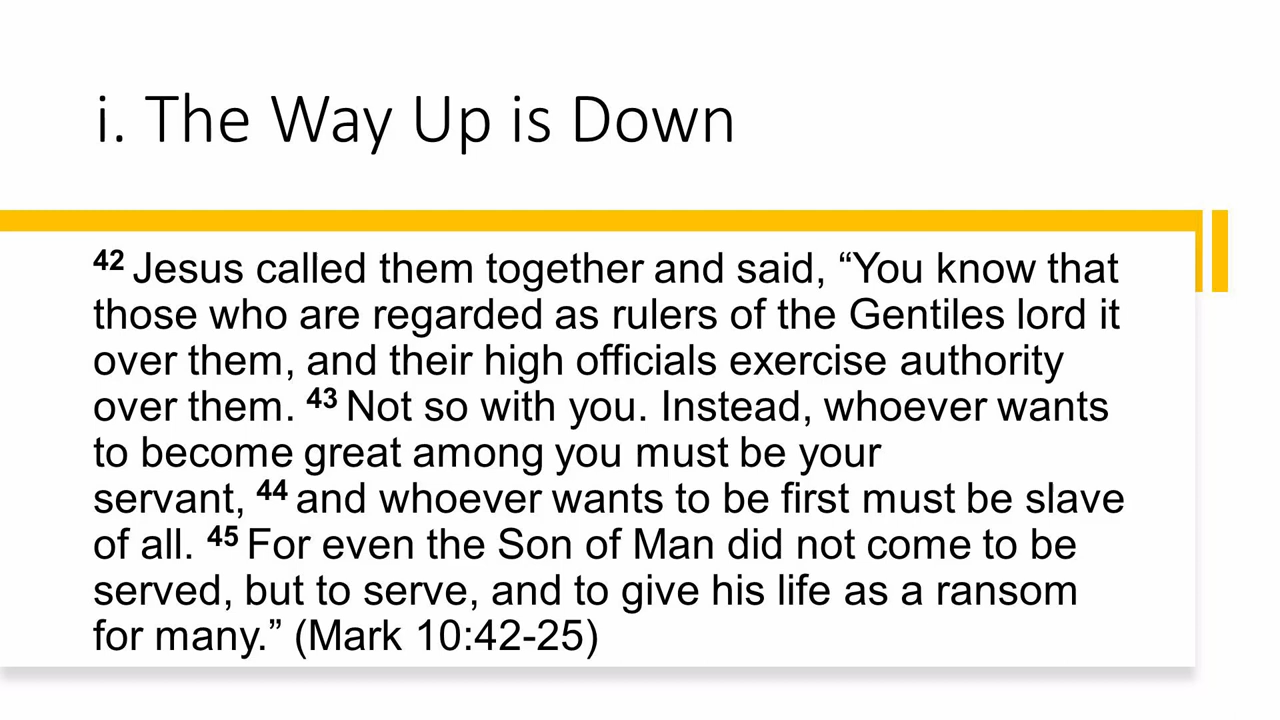 i. The Way Up is Down
42 Jesus called them together and said, “You know that
those who are regarded as rulers of the Gentiles lord it
over them, and their high officials exercise authority
over them. 43 Not so with you. Instead, whoever wants
to become great among you must be your
servant, 44 and whoever wants to be first must be slave
of all. 45 For even the Son of Man did not come to be
served, but to serve, and to give his life as a ransom
for many.” (Mark 10:42-25)